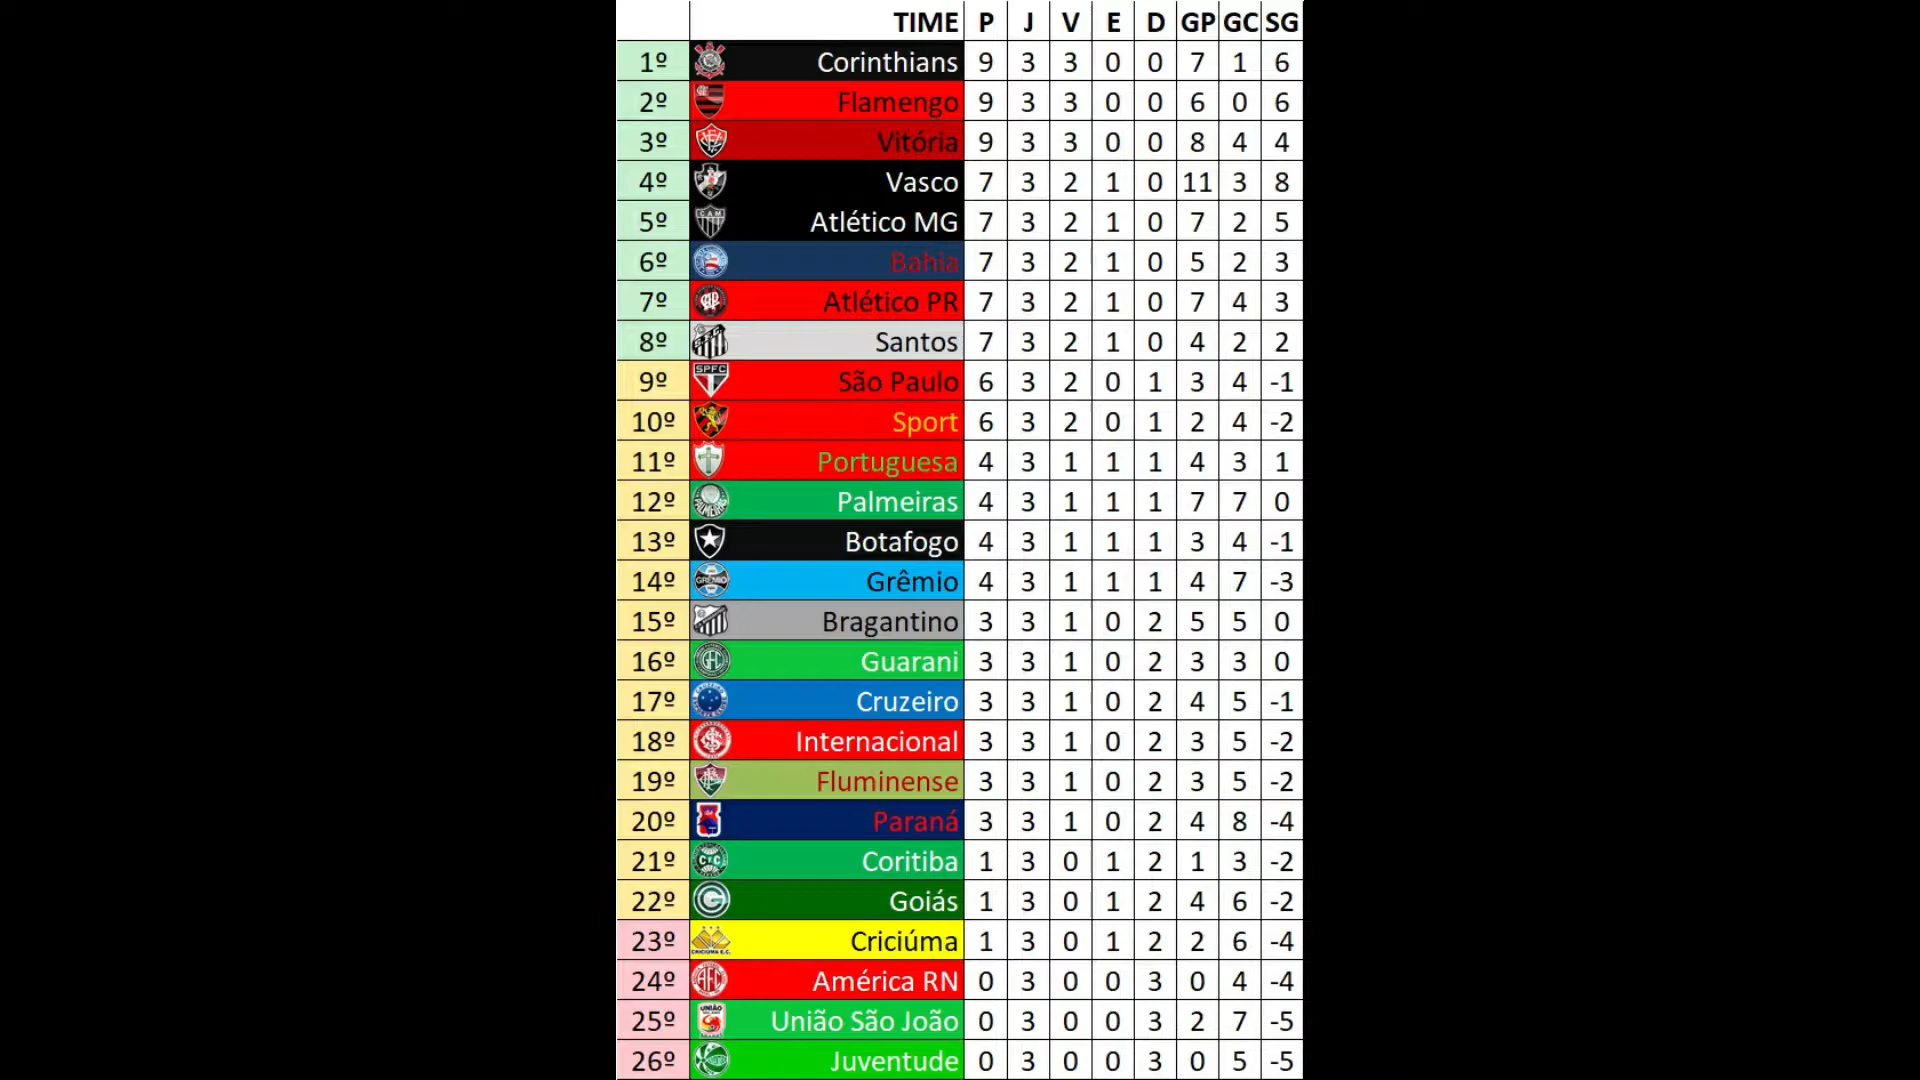 TIME P J V E D GP GC SG
1º Corinthians 9 3 3 0 0 7 1 6
2º Flamengo 9 3 3 0 0 6 0 6
3º Vitória 9 3 3 0 0 8 4 4
4º Vasco 7 3 2 1 0 11 3 8
5º Atlético MG 7 3 2 1 0 7 2 5
6º Bahia 7 3 2 1 0 5 2 3
7º Atlético PR 7 3 2 1 0 7 4 3
8º Santos 7 3 2 1 0 4 2 2
9º SPFC São Paulo 6 3 2 0 1 3 4 -1
10º Sport 6 3 2 0 1 2 4 -2
11º Portuguesa 4 3 1 1 1 4 3 1
12º Palmeiras 4 3 1 1 1 7 7 0
13º Botafogo 4 3 1 1 1 3 4 -1
14º GRÊMIO Grêmio 4 3 1 1 1 4 7 -3
15º Bragantino 3 3 1 0 2 5 5 0
16º Guarani 3 3 1 0 2 3 3 0
17º Cruzeiro 3 3 1 0 2 4 5 -1
18º Internacional 3 3 1 0 2 3 5 -2
19º Fluminense 3 3 1 0 2 3 5 -2
20º Paraná 3 3 1 0 2 4 8 -4
21º Coritiba 1 3 0 1 2 1 3 -2
22º Goiás 1 3 0 1 2 4 6 -2
23º CRICIÚMA E.C. Criciúma 1 3 0 1 2 2 6 -4
24º AFC América RN 0 3 0 0 3 0 4 -4
25º UNIÃO União São João 0 3 0 0 3 2 7 -5
26º Juventude 0 3 0 0 3 0 5 -5